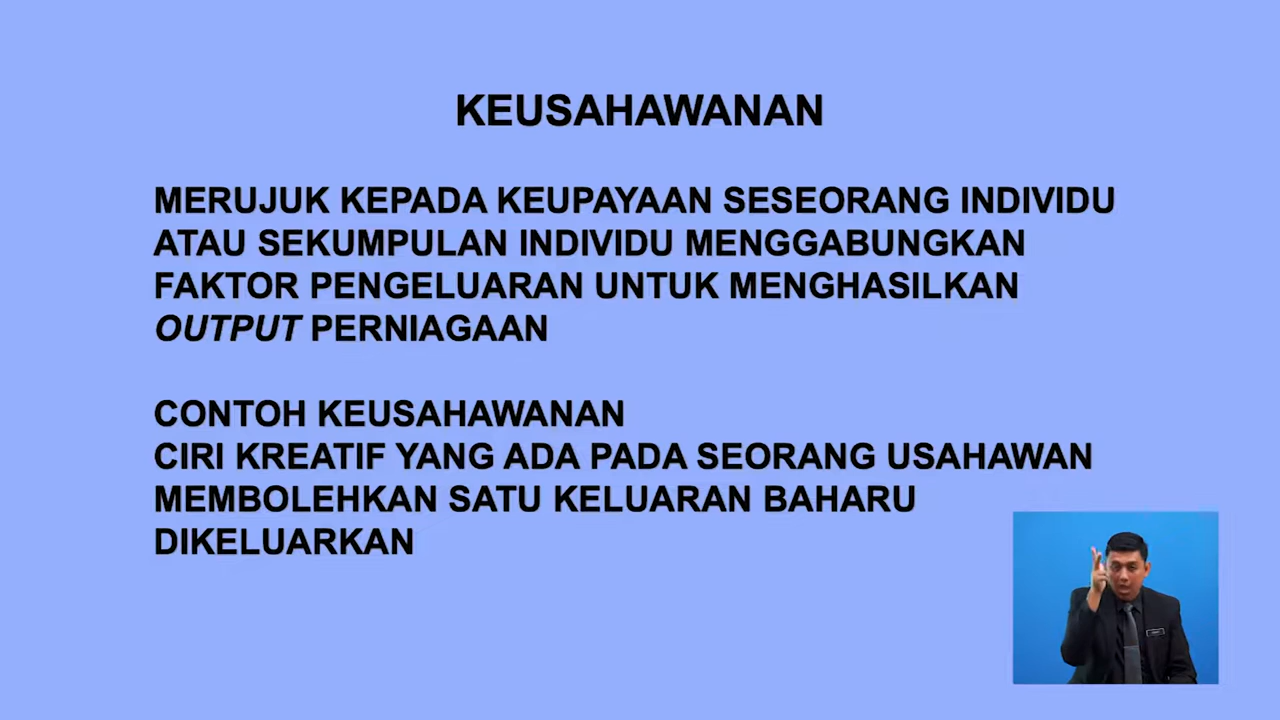 KEUSAHAWANAN
MERUJUK KEPADA KEUPAYAAN SESEORANG INDIVIDU
ATAU SEKUMPULAN INDIVIDU MENGGABUNGKAN
FAKTOR PENGELUARAN UNTUK MENGHASILKAN
OUTPUT PERNIAGAAN
CONTOH KEUSAHAWANAN
CIRI KREATIF YANG ADA PADA SEORANG USAHAWAN
MEMBOLEHKAN SATU KELUARAN BAHARU
DIKELUARKAN